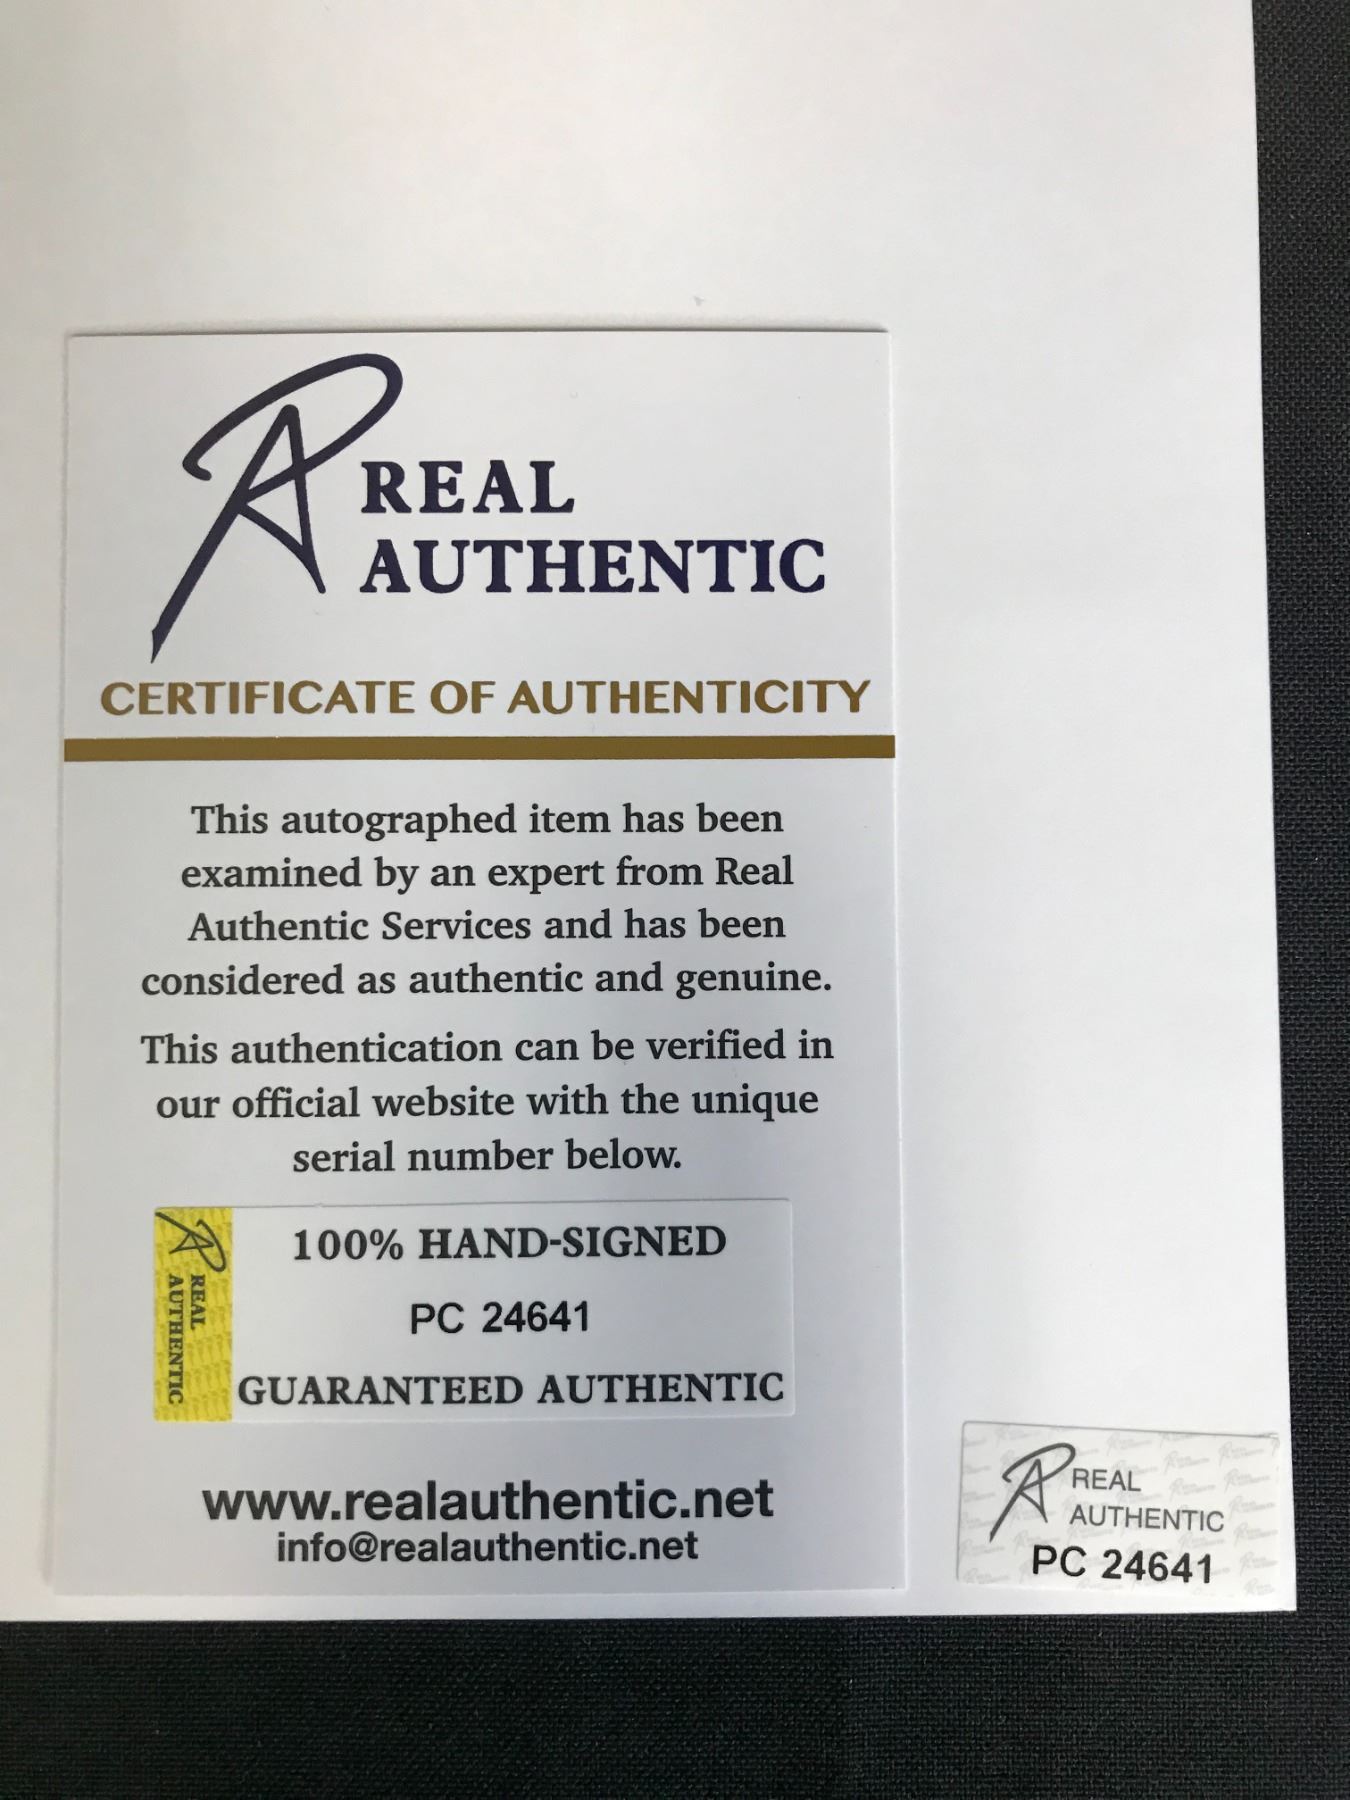 REAL
AUTHENTIC
CERTIFICATE OF AUTHENTICITY
This autographed item has been
examined by an expert from Real
Authentic Services and has been
considered as authentic and genuine.
This authentication can be verified in
our official website with the unique
serial number below.
REAL
AUTHENTIC
100% HAND-SIGNED
PC 24641
GUARANTEED AUTHENTIC
www.realauthentic.net
info@realauthentic.net
REAL
AUTHENTIC
PC 24641